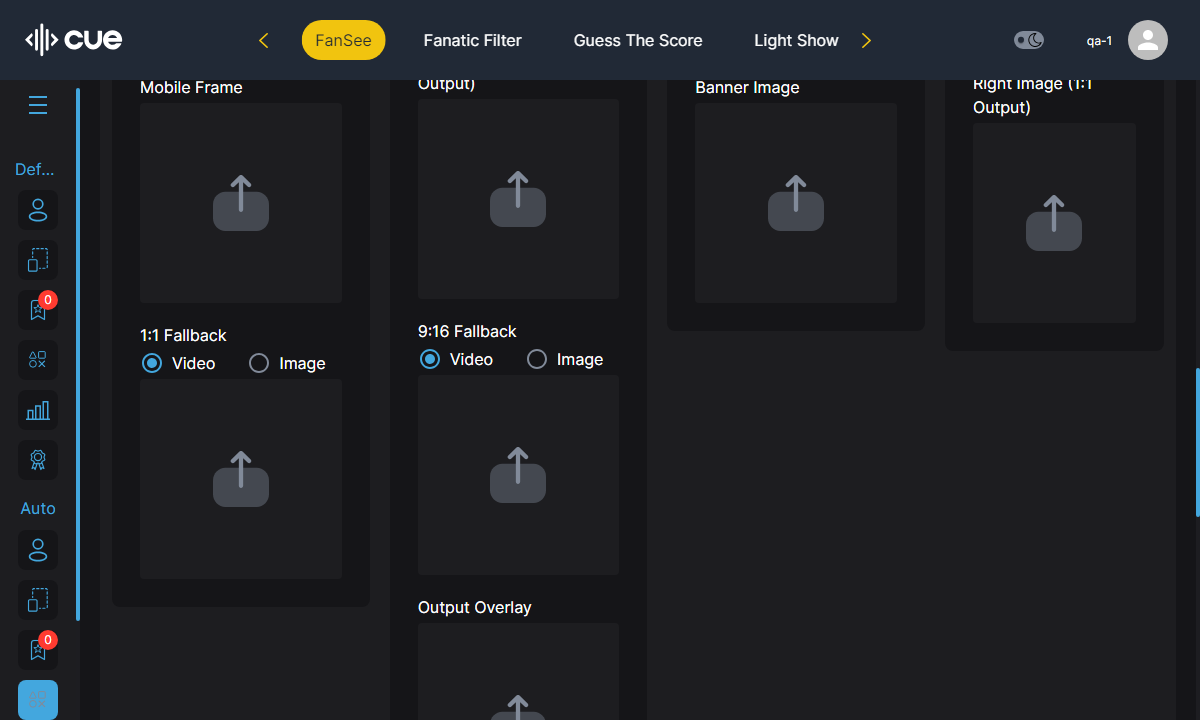 cue
FanSee
Fanatic Filter
Guess The Score
Light Show
qa-1
Def...
0
Auto
0
Mobile Frame
1:1 Fallback
Video
Image
Output)
9:16 Fallback
Video
Image
Output Overlay
Banner Image
Right Image (1:1
Output)